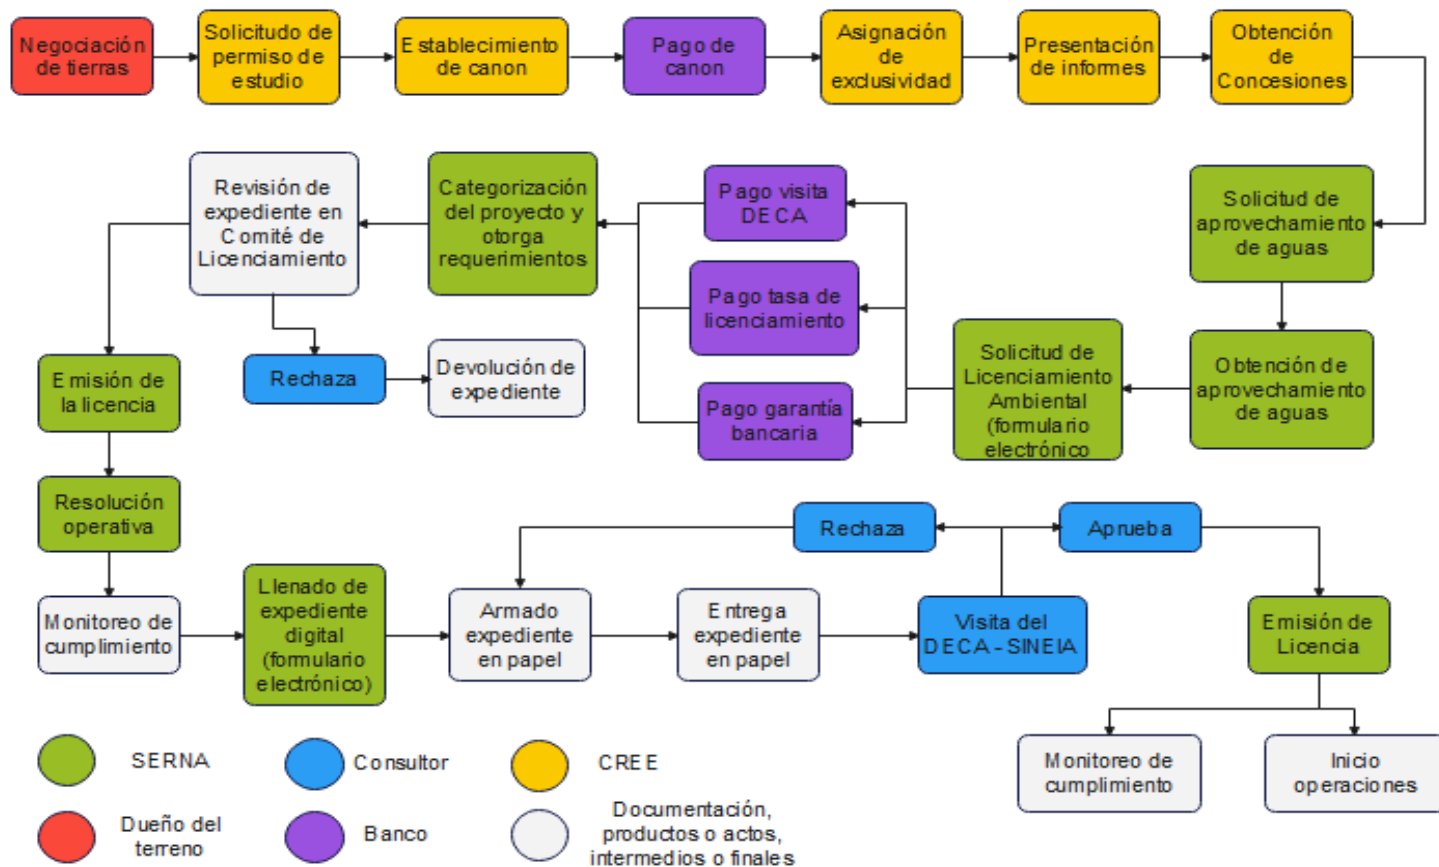 Negociación
de tierras
Solicitudo de
permiso de
estudio
Establecimiento
de canon
Pago de
canon
Asignación
de
exclusividad
Presentación
de informes
Obtención
de
Concesiones
Revisión de
expediente en
Comité de
Licenciamiento
Categorización
del proyecto y
otorga
requerimientos
Pago visita
DECA
Solicitud de
aprovechamiento
de aguas
Pago tasa de
licenciamiento
Emisión de
la licencia
Rechaza
Devolución de
expediente
Pago garantía
bancaria
Solicitud de
Licenciamiento
Ambiental
(formulario
electrónico
Obtención de
aprovechamiento
de aguas
Resolución
operativa
Rechaza
Aprueba
Monitoreo de
cumplimiento
Llenado de
expediente
digital
(formulario
electrónico)
Armado
expediente
en papel
Entrega
expediente
en papel
Visita del
DECA-SINEIA
Emisión de
Licencia
Monitoreo de
cumplimiento
Inicio
operaciones
SERNA
Consultor
CREE
Dueño del
terreno
Banco
Documentación,
productos o actos,
intermedios o finales